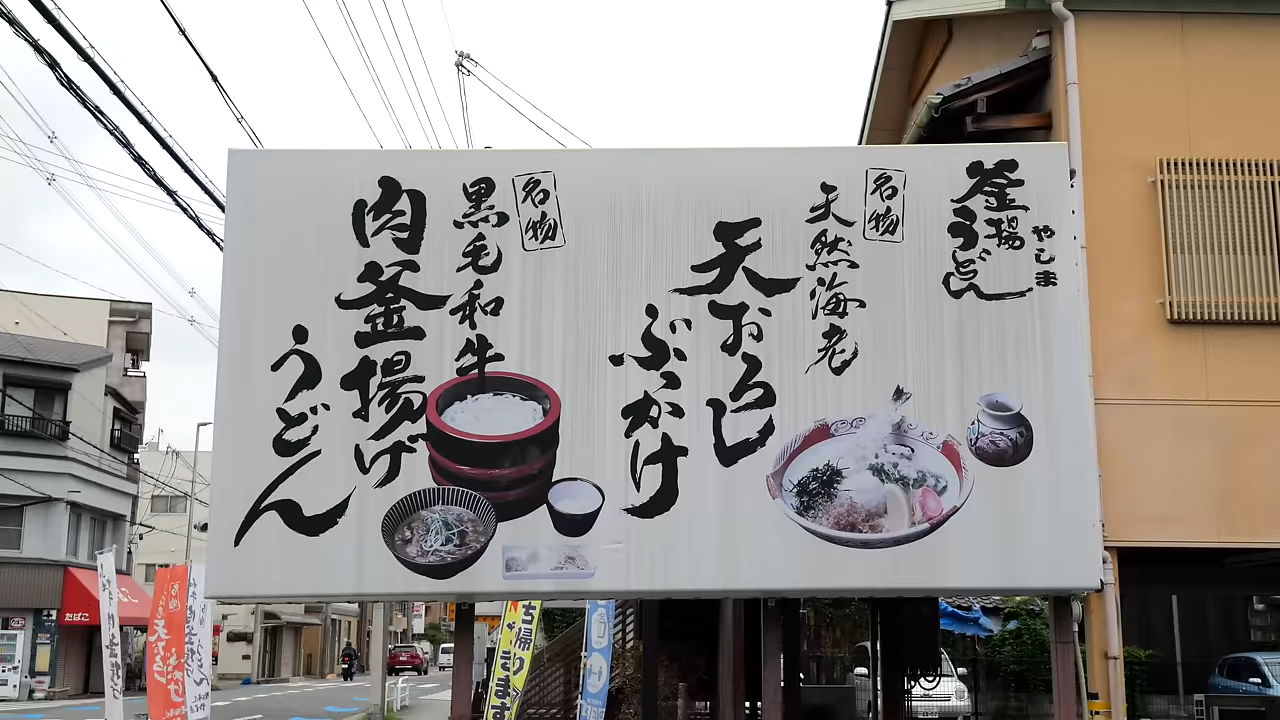 釜揚
うどん
やしま
名物
天然海老
天おろし
ぶっかけ
名物
黒毛和牛
肉釜揚げ
うどん
たばこ